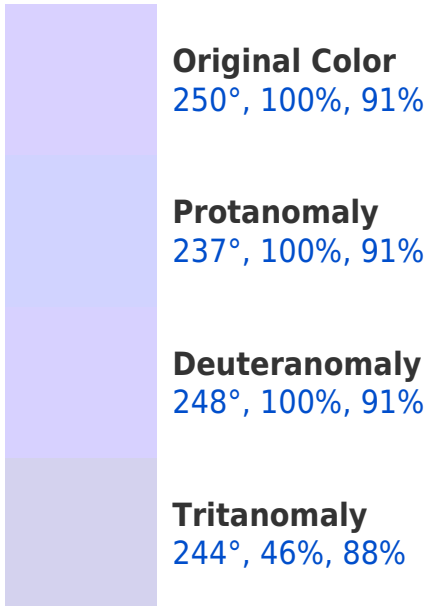 Original Color
250°, 100%, 91%
Protanomaly
237°, 100%, 91%
Deuteranomaly
248°, 100%, 91%
Tritanomaly
244°, 46%, 88%